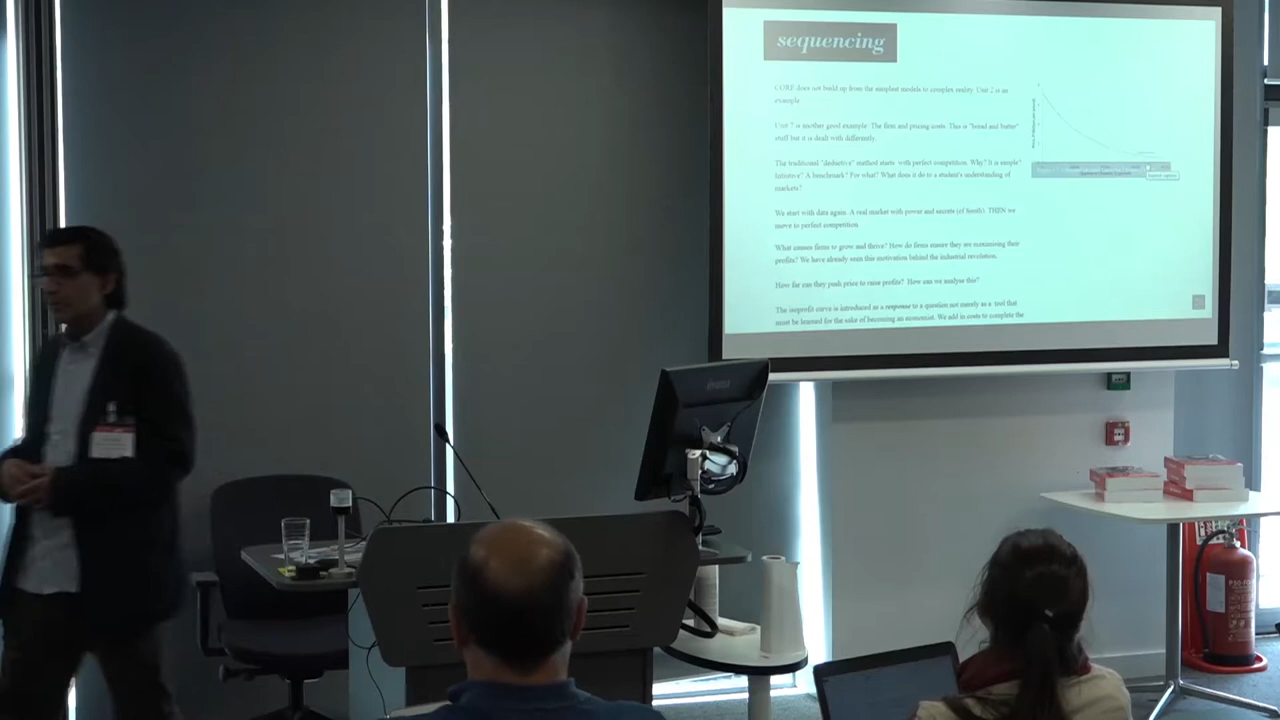 sequencing
CORE does not build up from the simplest models to complex reality. Unit 2 is an
example
Unit 7 is another good example. The firm and pricing costs. This is "bread and butter"
stuff but it is dealt with differently.
The traditional "deductive" method starts with perfect competition. Why? It is simple?
Intuitive? A benchmark? For what? What does it do to a student's understanding of
markets?
We start with data again. A real market with power and secrets (cf Smith). THEN we
move to perfect competition
What causes firms to grow and thrive? How do firms ensure they are maximising their
profits? We have already seen this motivation behind the industrial revolution.
How far can they push price to raise profits? How can we analyse this?
The isoprofit curve is introduced as a response to a question not merely as a tool that
must be learned for the sake of becoming an economist. We add in costs to complete the